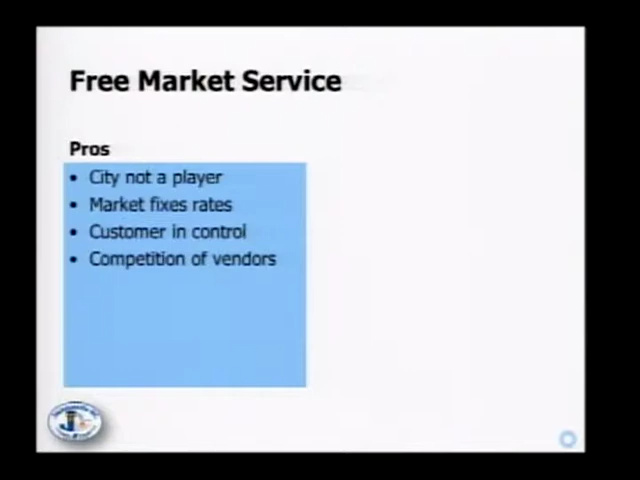 Free Market Service
Pros
• City not a player
• Market fixes rates
• Customer in control
• Competition of vendors